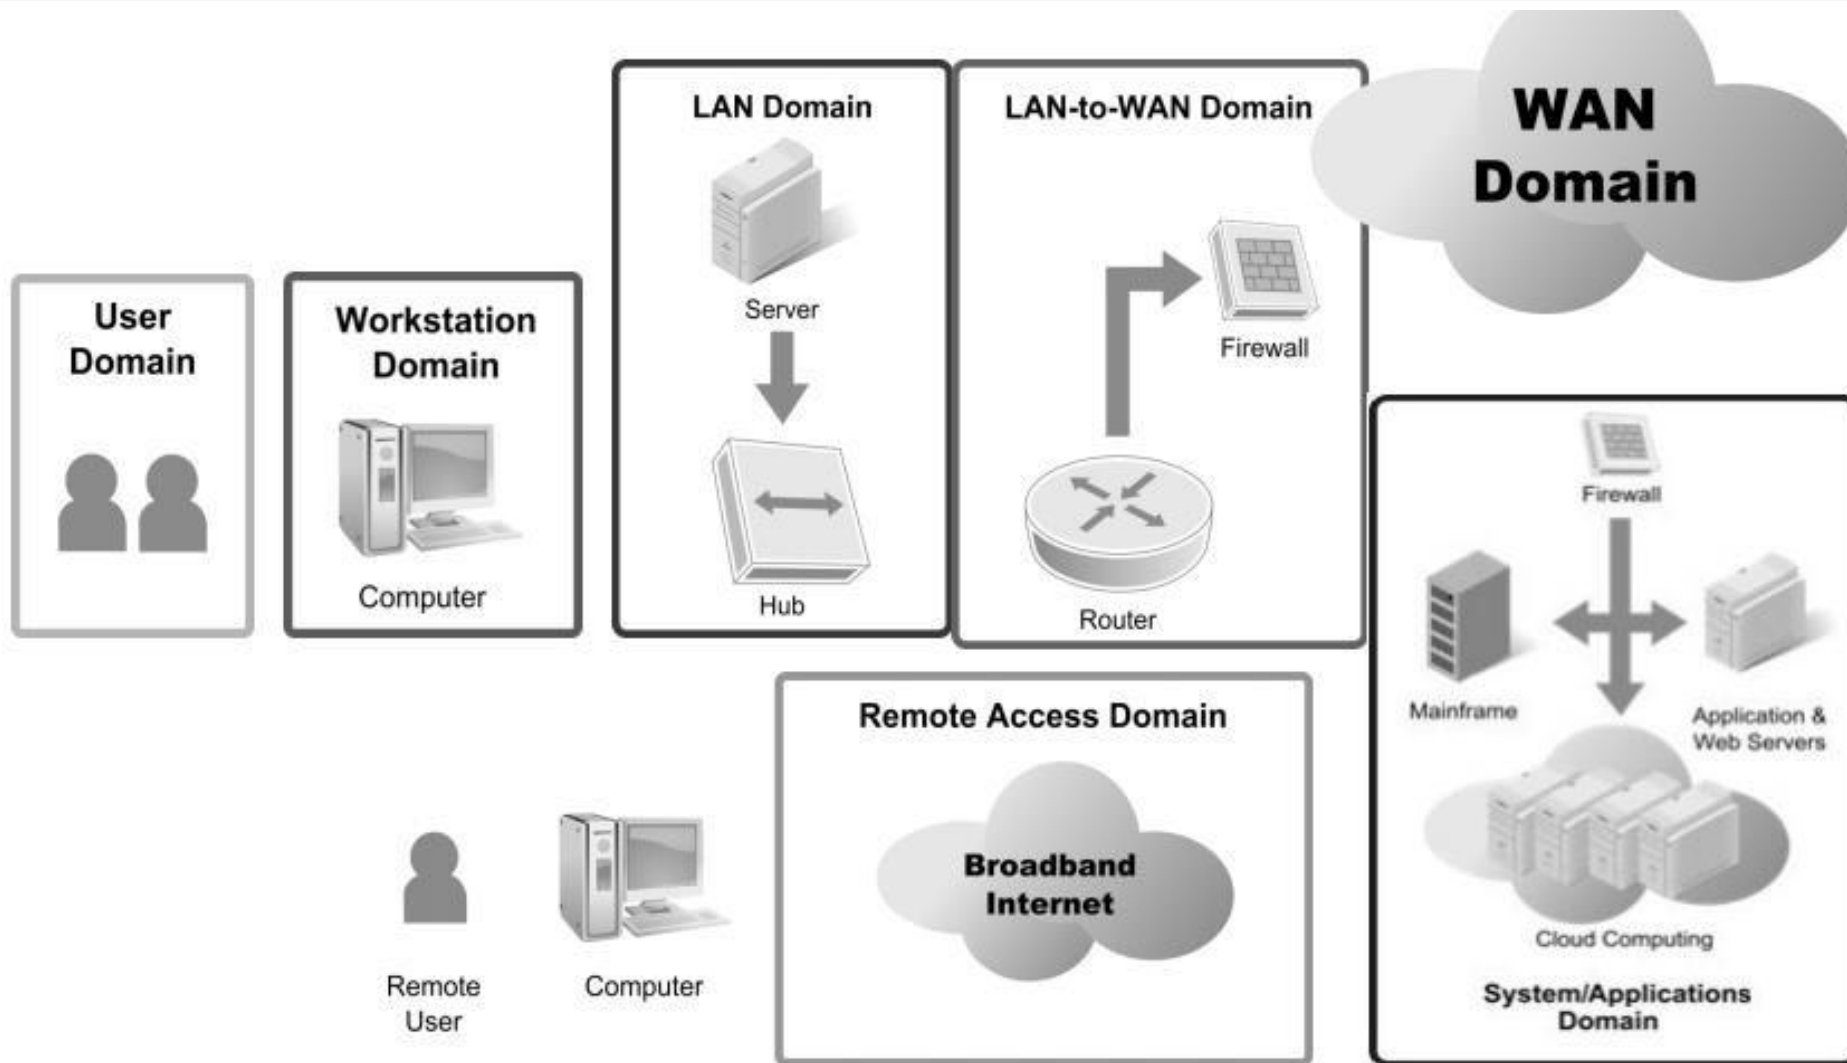 User
Domain
Workstation
Domain
Computer
LAN Domain
Server
Hub
LAN-to-WAN Domain
Firewall
Router
WAN
Domain
Remote
User
Computer
Remote Access Domain
Broadband
Internet
Firewall
Mainframe
Application &
Web Servers
Cloud Computing
System/Applications
Domain